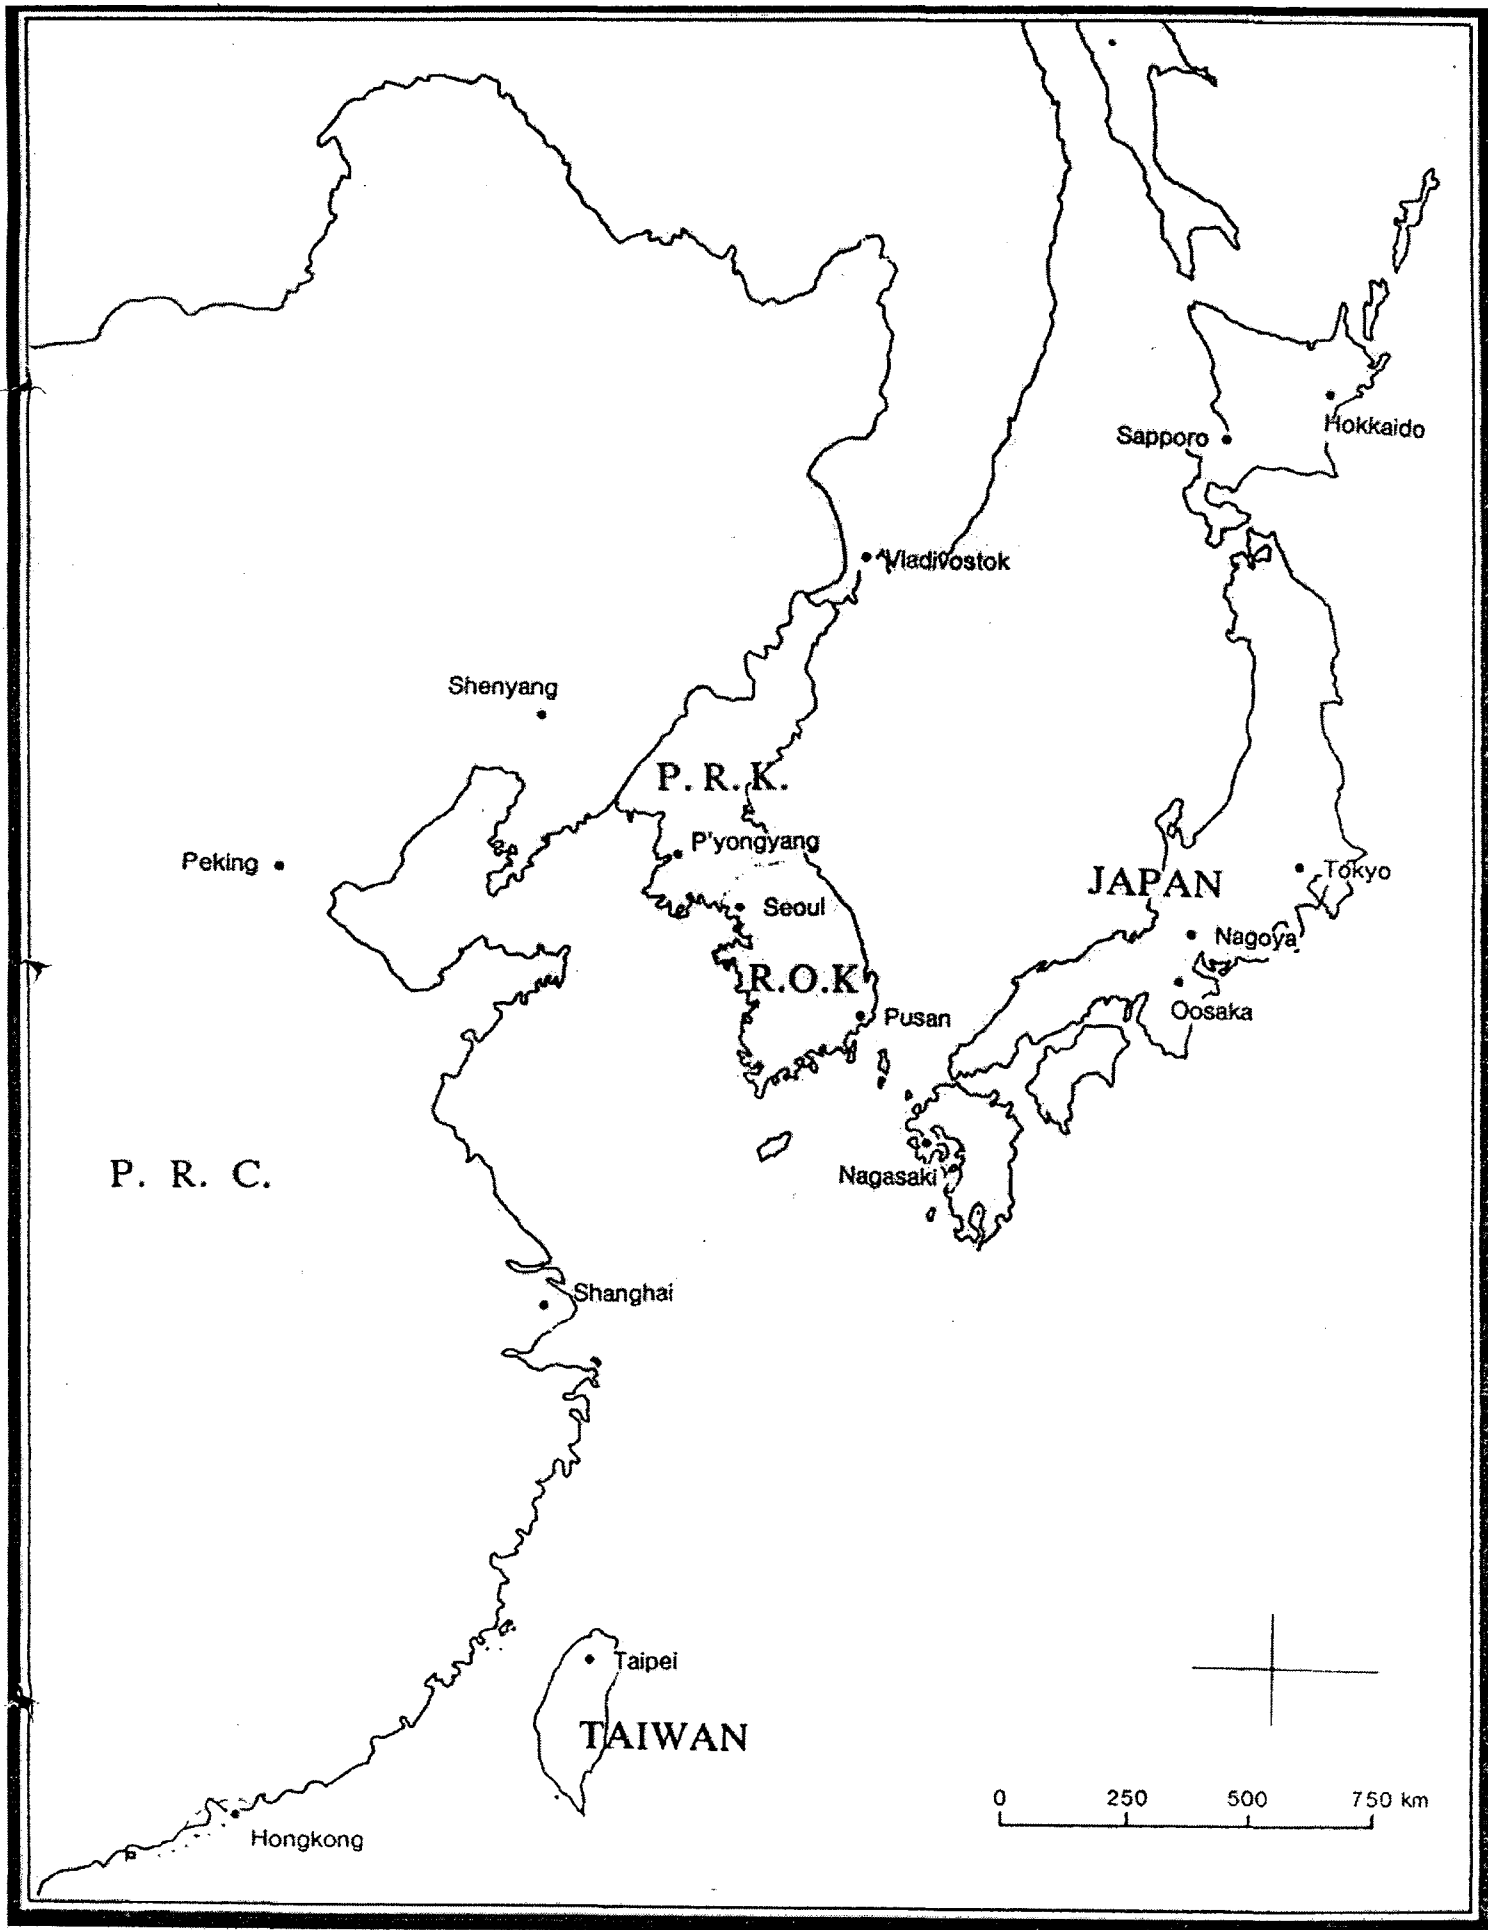 Hokkaido
Sapporo
Vladivostok
Shenyang
P. R. K.
P'yongyang
Peking
Tokyo
JAPAN
Seoul
Nagoya
R.O.K
Oosaka
Pusan
P. R. C.
Nagasaki
Shanghai
Taipei
TAIWAN
0 250 500 750 km
Hongkong